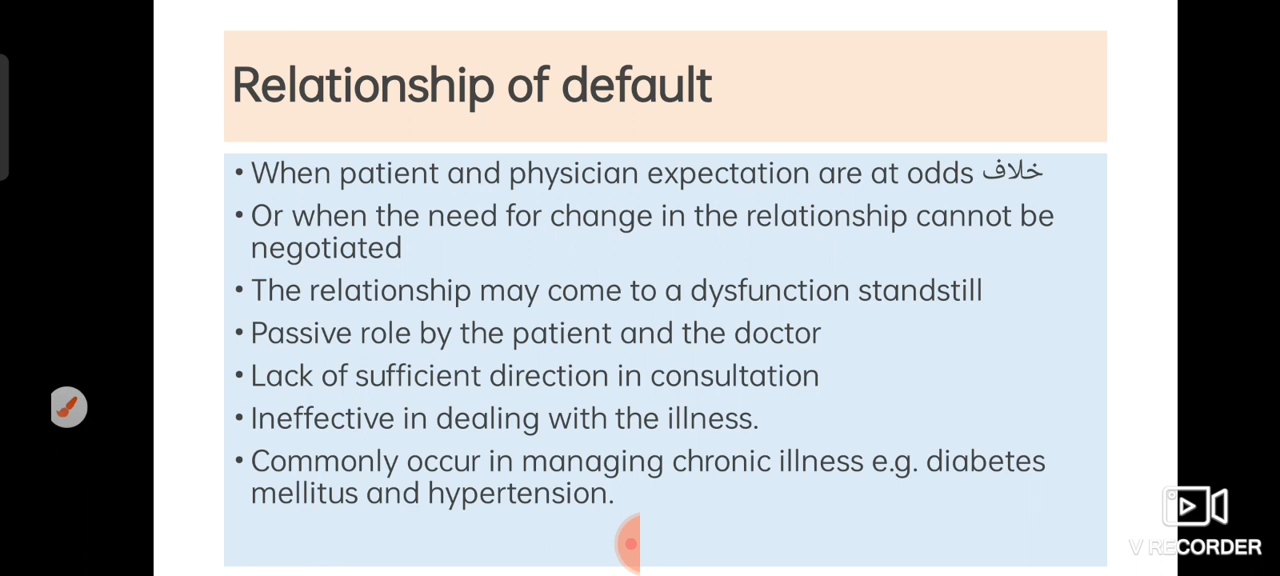 Relationship of default
• When patient and physician expectation are at odds خلاف
• Or when the need for change in the relationship cannot be
negotiated
• The relationship may come to a dysfunction standstill
• Passive role by the patient and the doctor
• Lack of sufficient direction in consultation
• Ineffective in dealing with the illness.
• Commonly occur in managing chronic illness e.g. diabetes
mellitus and hypertension.
V RECORDER